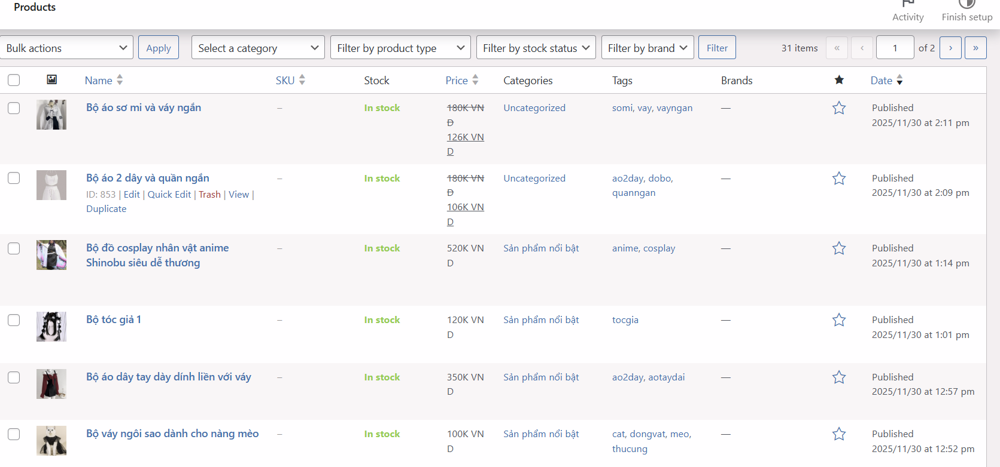 Products
Activity
Finish setup
Bulk actions
Apply
Select a category
Filter by product type
Filter by stock status
Filter by brand
Filter
31 items
«
‹
1
of 2
›
»
Name
SKU
Stock
Price
Categories
Tags
Brands
Date
Bộ áo sơ mi và váy ngắn
–
In stock
180K VN
Đ
126K VN
D
Uncategorized
somi, vay, vayngan
—
Published
2025/11/30 at 2:11 pm
Bộ áo 2 dây và quần ngắn
ID: 853 | Edit | Quick Edit | Trash | View |
Duplicate
–
In stock
180K VN
Đ
106K VN
D
Uncategorized
ao2day, dobo,
quanngan
—
Published
2025/11/30 at 2:09 pm
Bộ đồ cosplay nhân vật anime
Shinobu siêu dễ thương
–
In stock
520K VN
D
Sản phẩm nổi bật
anime, cosplay
—
Published
2025/11/30 at 1:14 pm
Bộ tóc giả 1
–
In stock
120K VN
D
Sản phẩm nổi bật
tocgia
—
Published
2025/11/30 at 1:01 pm
Bộ áo dây tay dày dính liền với váy
–
In stock
350K VN
D
Sản phẩm nổi bật
ao2day, aotaydai
—
Published
2025/11/30 at 12:57 pm
Bộ váy ngôi sao dành cho nàng mèo
–
In stock
100K VN
D
Sản phẩm nổi bật
cat, dongvat, meo,
thucung
—
Published
2025/11/30 at 12:52 pm